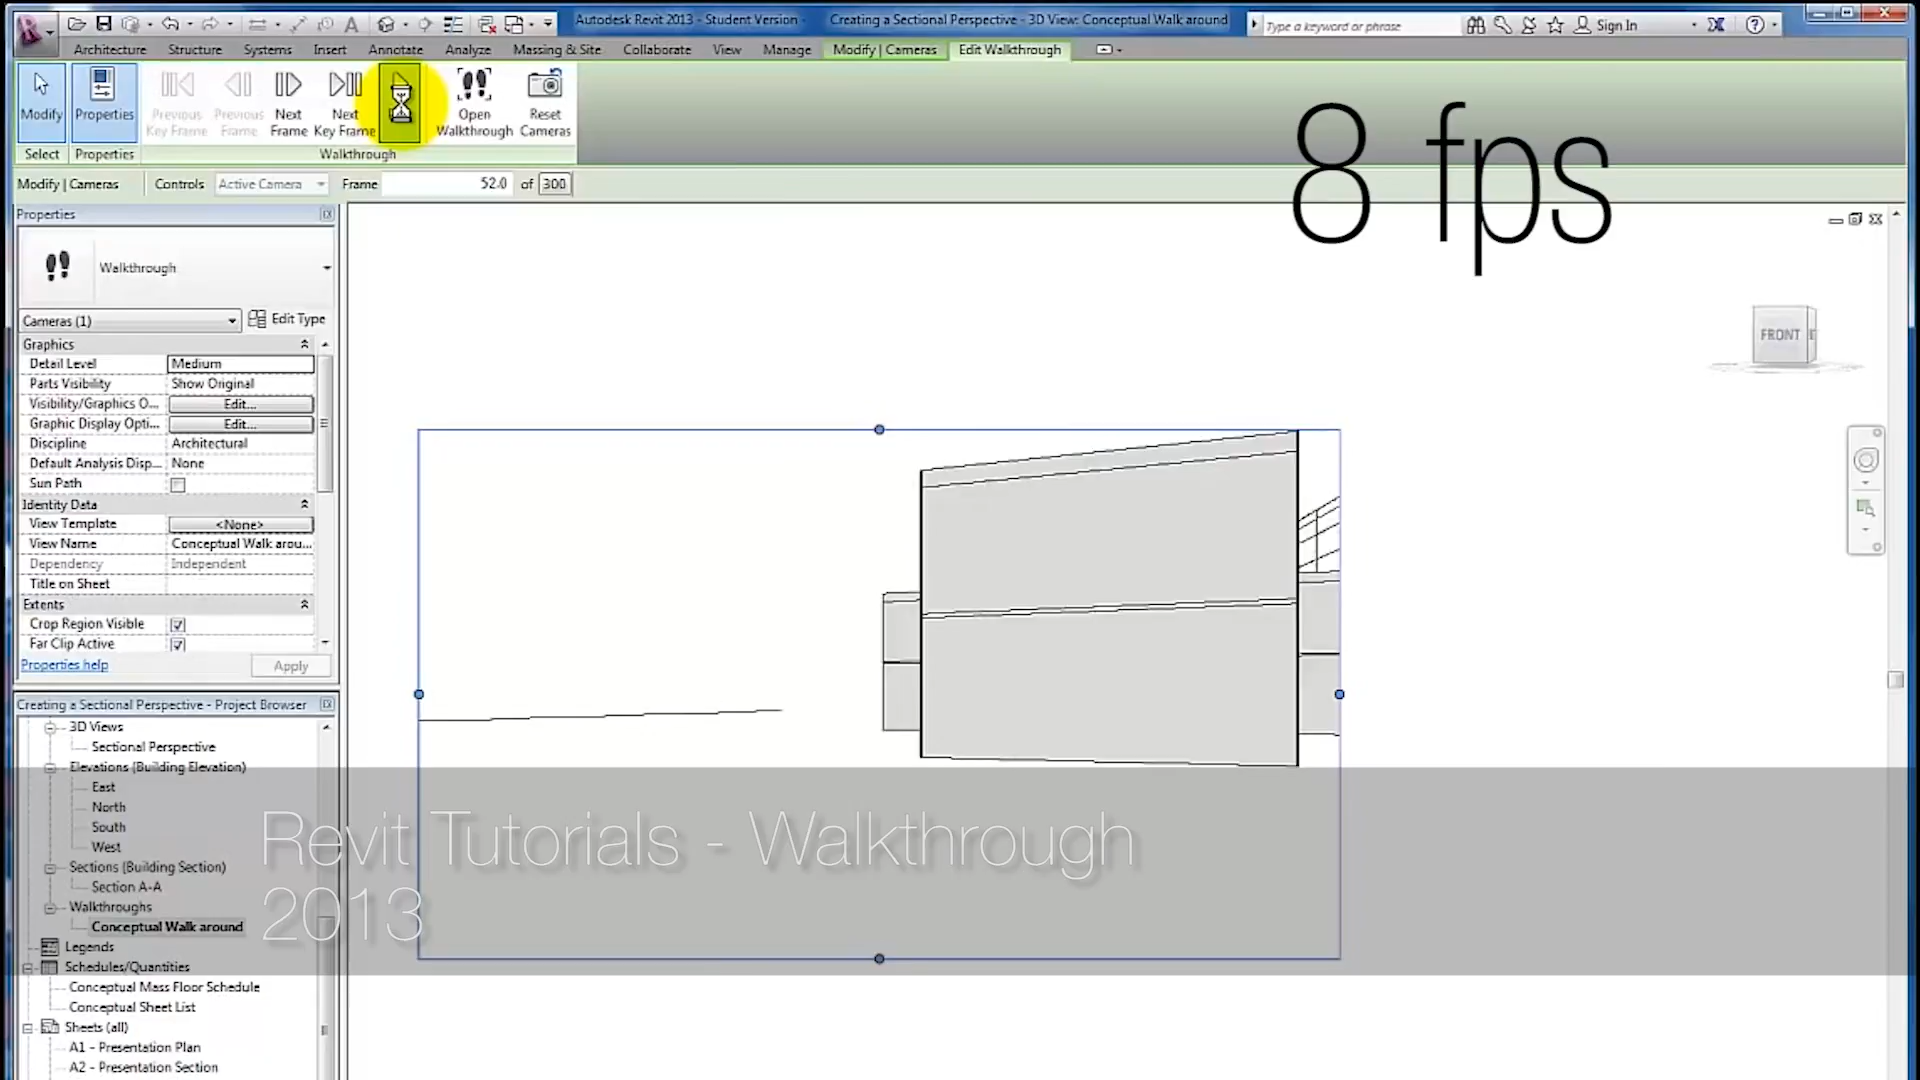 Autodesk Revit 2013 - Student Version - Creating a Sectional Perspective - 3D View: Conceptual Walk around
Type a keyword or phrase
Sign In
Architecture Structure Systems Insert Annotate Analyze Massing & Site Collaborate View Manage Modify | Cameras Edit Walkthrough
Modify
Properties
Previous Key Frame
Previous Frame
Next Frame
Next Key Frame
Open Walkthrough
Reset Cameras
Select Properties Walkthrough
8 fps
Modify | Cameras Controls Active Camera Frame 52.0 of 300
Properties
Walkthrough
Cameras (1) Edit Type
Graphics
Detail Level Medium
Parts Visibility Show Original
Visibility/Graphics O... Edit...
Graphic Display Opti... Edit...
Discipline Architectural
Default Analysis Disp... None
Sun Path
Identity Data
View Template <None>
View Name Conceptual Walk arou...
Dependency Independent
Title on Sheet
Extents
Crop Region Visible
Far Clip Active
Properties help Apply
FRONT
Creating a Sectional Perspective - Project Browser
3D Views
Sectional Perspective
Elevations (Building Elevation)
East
North
South
West
Sections (Building Section)
Section A-A
Walkthroughs
Conceptual Walk around
Legends
Schedules/Quantities
Conceptual Mass Floor Schedule
Conceptual Sheet List
Sheets (all)
A1 - Presentation Plan
A2 - Presentation Section
Revit Tutorials - Walkthrough
2013